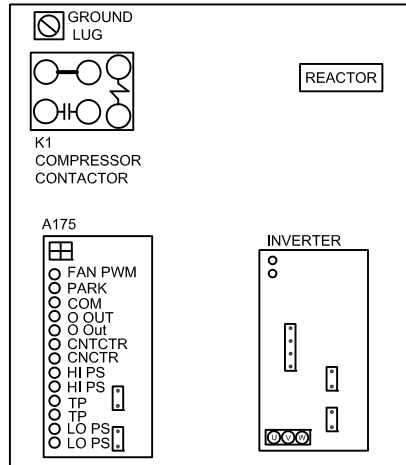 GROUND
LUG
REACTOR
K1
COMPRESSOR
CONTACTOR
A175
FAN PWM
PARK
COM
O OUT
O Out
CNTCTR
CNCTR
HI PS
HI PS
TP
TP
LO PS
LO PS
INVERTER
U V W